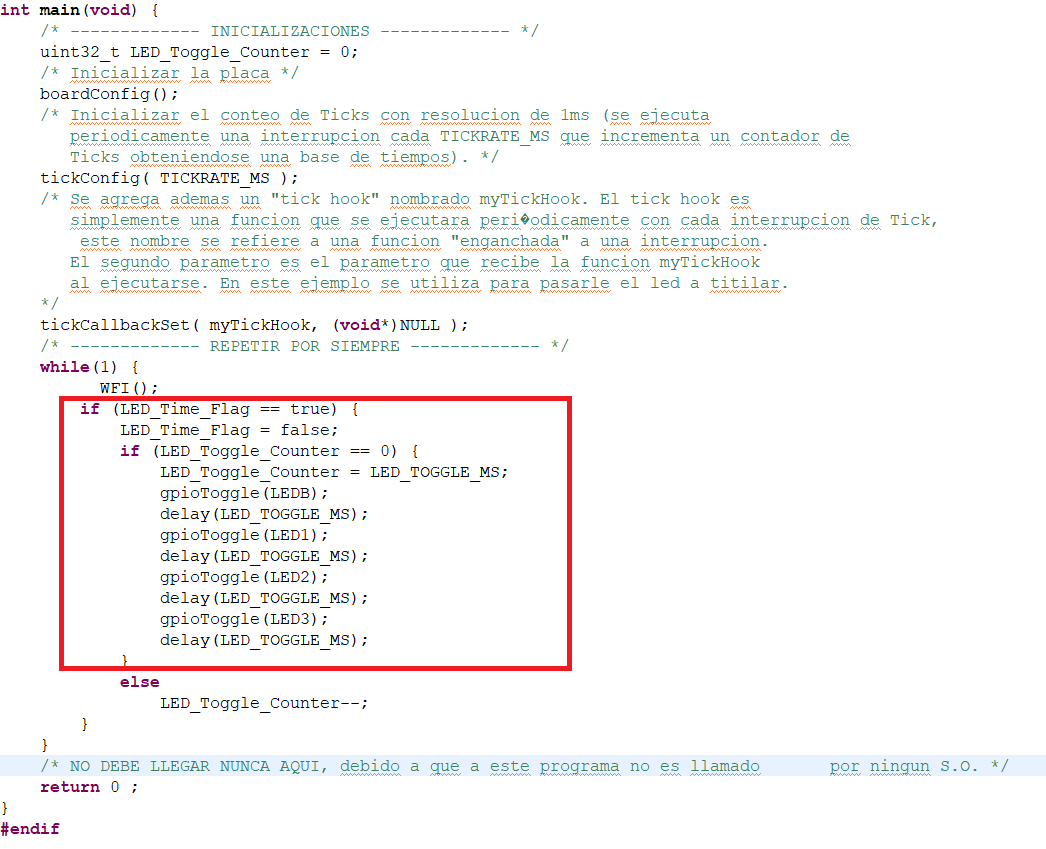 int main(void) {
/* ------------- INICIALIZACIONES ------------- */
uint32_t LED_Toggle_Counter = 0;
/* Inicializar la placa */
boardConfig();
/* Inicializar el conteo de Ticks con resolucion de 1ms (se ejecuta
periodicamente una interrupcion cada TICKRATE_MS que incrementa un contador de
Ticks obteniendose una base de tiempos). */
tickConfig( TICKRATE_MS );
/* Se agrega ademas un "tick hook" nombrado myTickHook. El tick hook es
simplemente una funcion que se ejecutara peri�odicamente con cada interrupcion de Tick,
este nombre se refiere a una funcion "enganchada" a una interrupcion.
El segundo parametro es el parametro que recibe la funcion myTickHook
al ejecutarse. En este ejemplo se utiliza para pasarle el led a titilar.
*/
tickCallbackSet( myTickHook, (void*)NULL );
/* ------------- REPETIR POR SIEMPRE ------------- */
while(1) {
__WFI();
if (LED_Time_Flag == true) {
LED_Time_Flag = false;
if (LED_Toggle_Counter == 0) {
LED_Toggle_Counter = LED_TOGGLE_MS;
gpioToggle(LEDB);
delay(LED_TOGGLE_MS);
gpioToggle(LED1);
delay(LED_TOGGLE_MS);
gpioToggle(LED2);
delay(LED_TOGGLE_MS);
gpioToggle(LED3);
delay(LED_TOGGLE_MS);
}
else
LED_Toggle_Counter--;
}
}
/* NO DEBE LLEGAR NUNCA AQUI, debido a que a este programa no es llamado por ningun S.O. */
return 0 ;
}
#endif